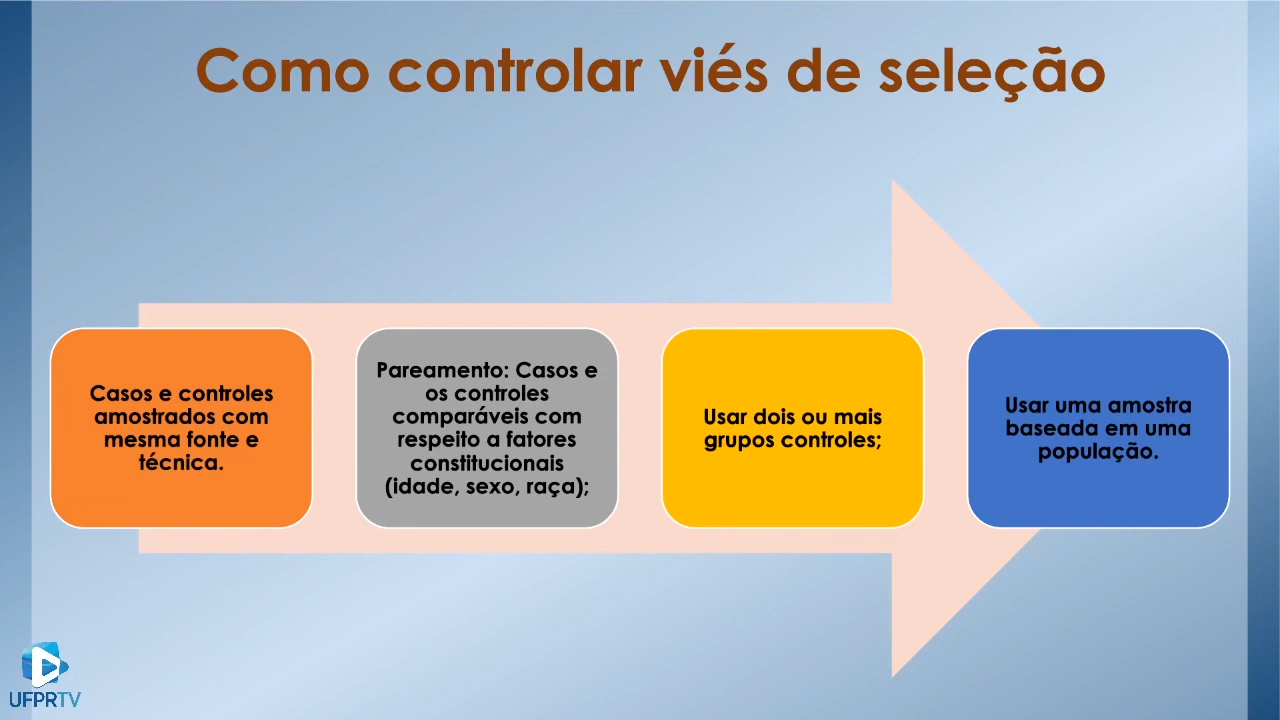 Como controlar viés de seleção
Casos e controles
amostrados com
mesma fonte e
técnica.
Pareamento: Casos e
os controles
comparáveis com
respeito a fatores
constitucionais
(idade, sexo, raça);
Usar dois ou mais
grupos controles;
Usar uma amostra
baseada em uma
população.
UFPRTV